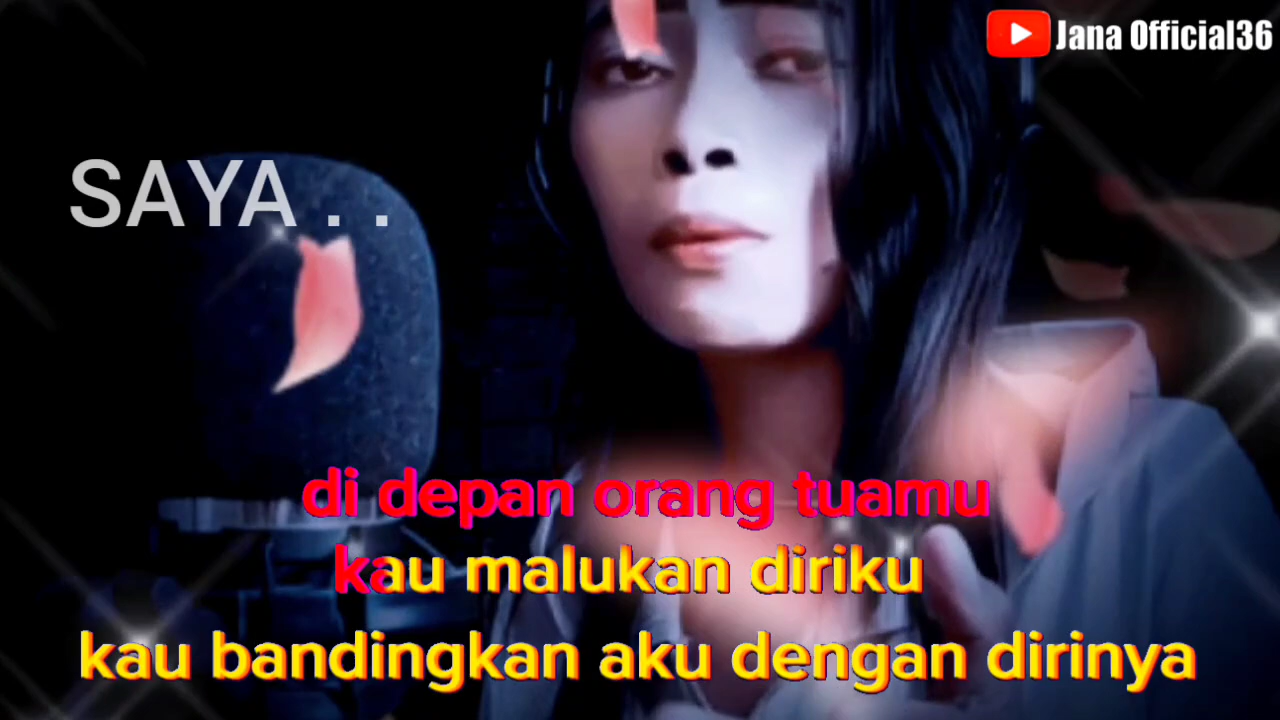 Jana Official36
SAYA . .
di depan orang tuamu
kau malukan diriku
kau bandingkan aku dengan dirinya